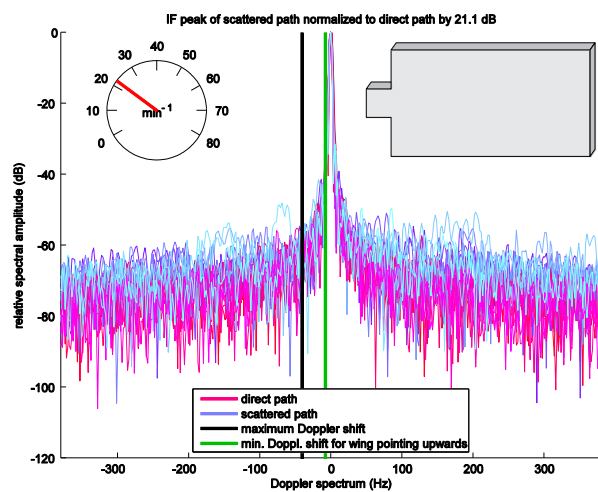 IF peak of scattered path normalized to direct path by 21.1 dB
0
-20
-40
-60
-80
-100
-120
relative spectral amplitude (dB)
0
10
20
30
40
50
60
70
80
min-1
direct path
scattered path
maximum Doppler shift
min. Doppl. shift for wing pointing upwards
-300
-200
-100
0
100
200
300
Doppler spectrum (Hz)